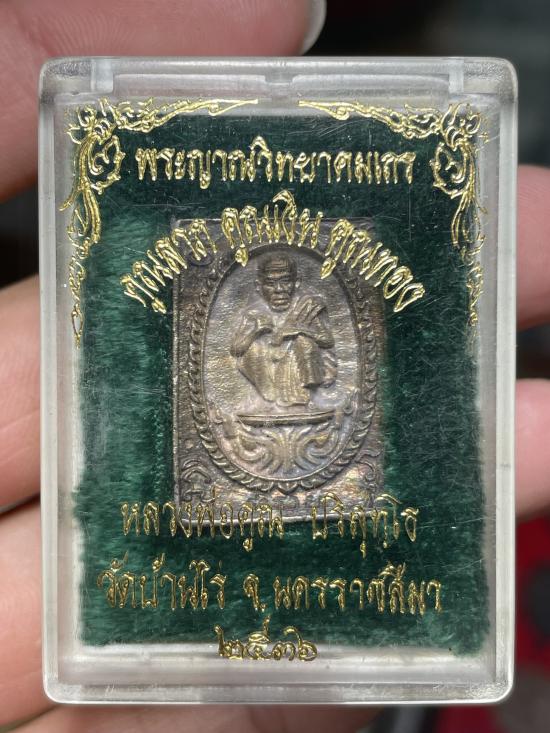 พระญาณวิทยาคมเถร
คูณลาภ คูณเงิน คูณทอง
หลวงพ่อคูณ ปริสุทฺโธ
วัดบ้านไร่ จ.นครราชสีมา
๒๕๓๖